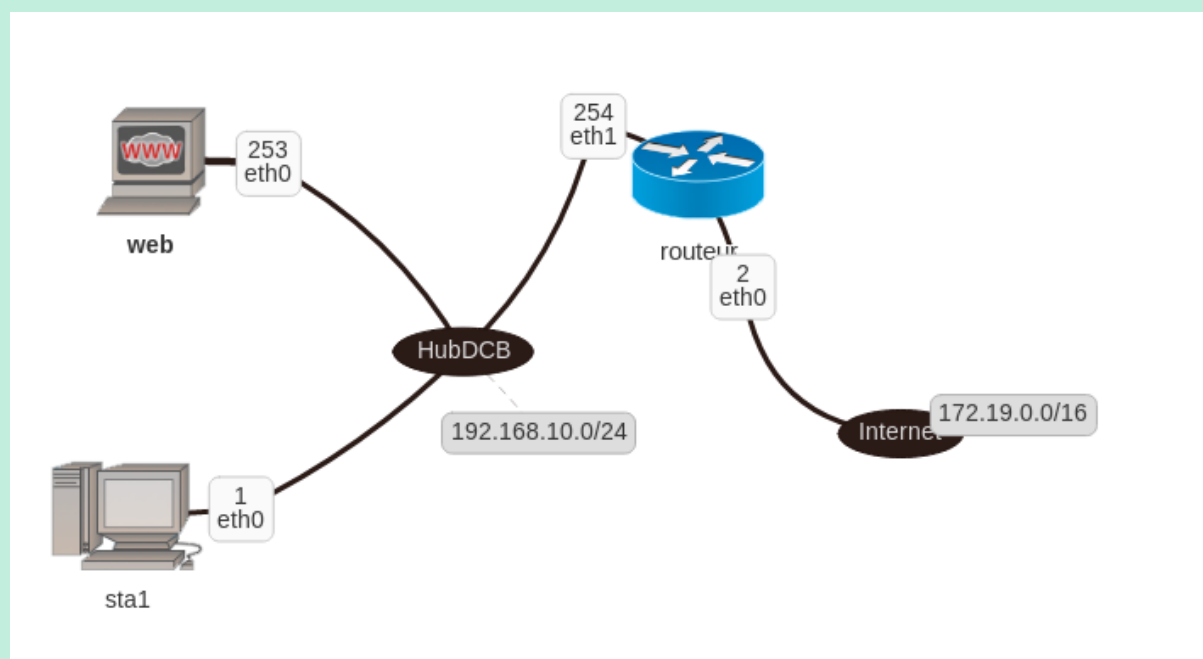 WWW
253
eth0
web
254
eth1
routeur
2
eth0
HubDCB
192.168.10.0/24
172.19.0.0/16
Internet
1
eth0
sta1